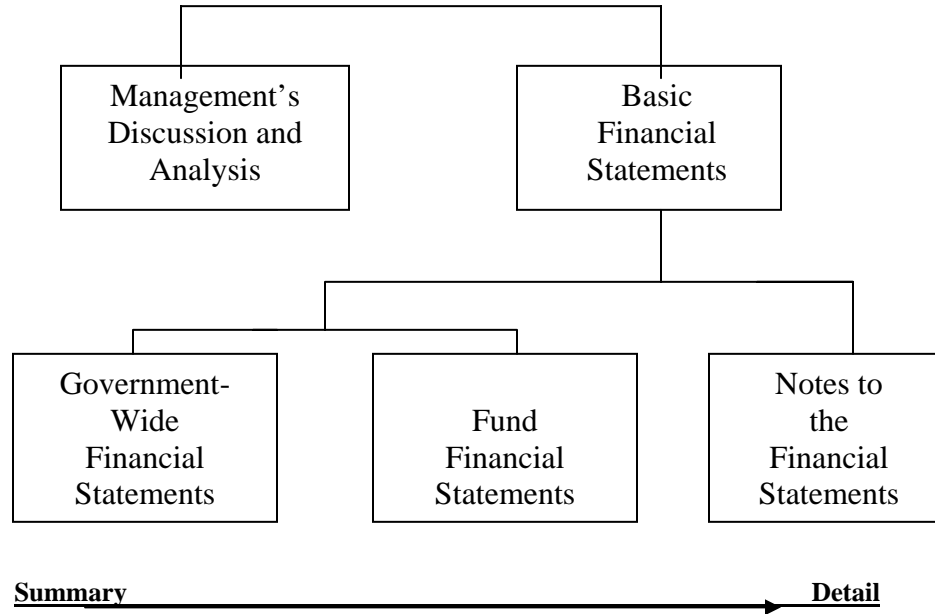 Management’s
Discussion and
Analysis
Basic
Financial
Statements
Government-
Wide
Financial
Statements
Fund
Financial
Statements
Notes to
the
Financial
Statements
Summary Detail